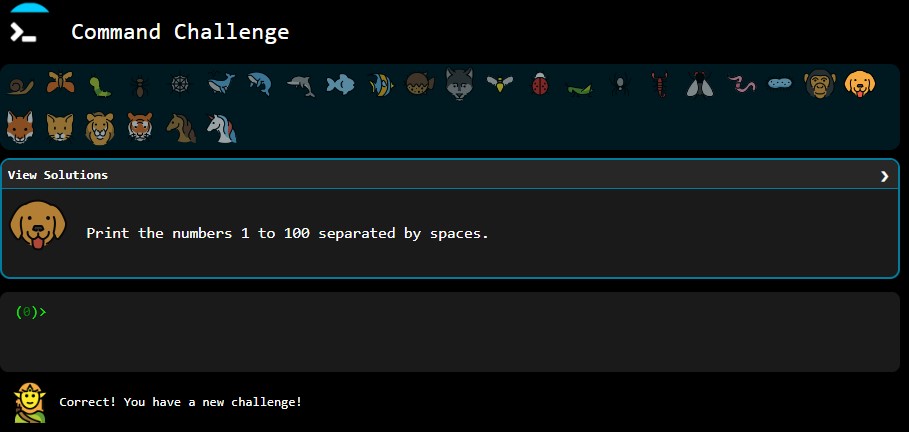 Command Challenge
View Solutions
Print the numbers 1 to 100 separated by spaces.
(0)>
Correct! You have a new challenge!